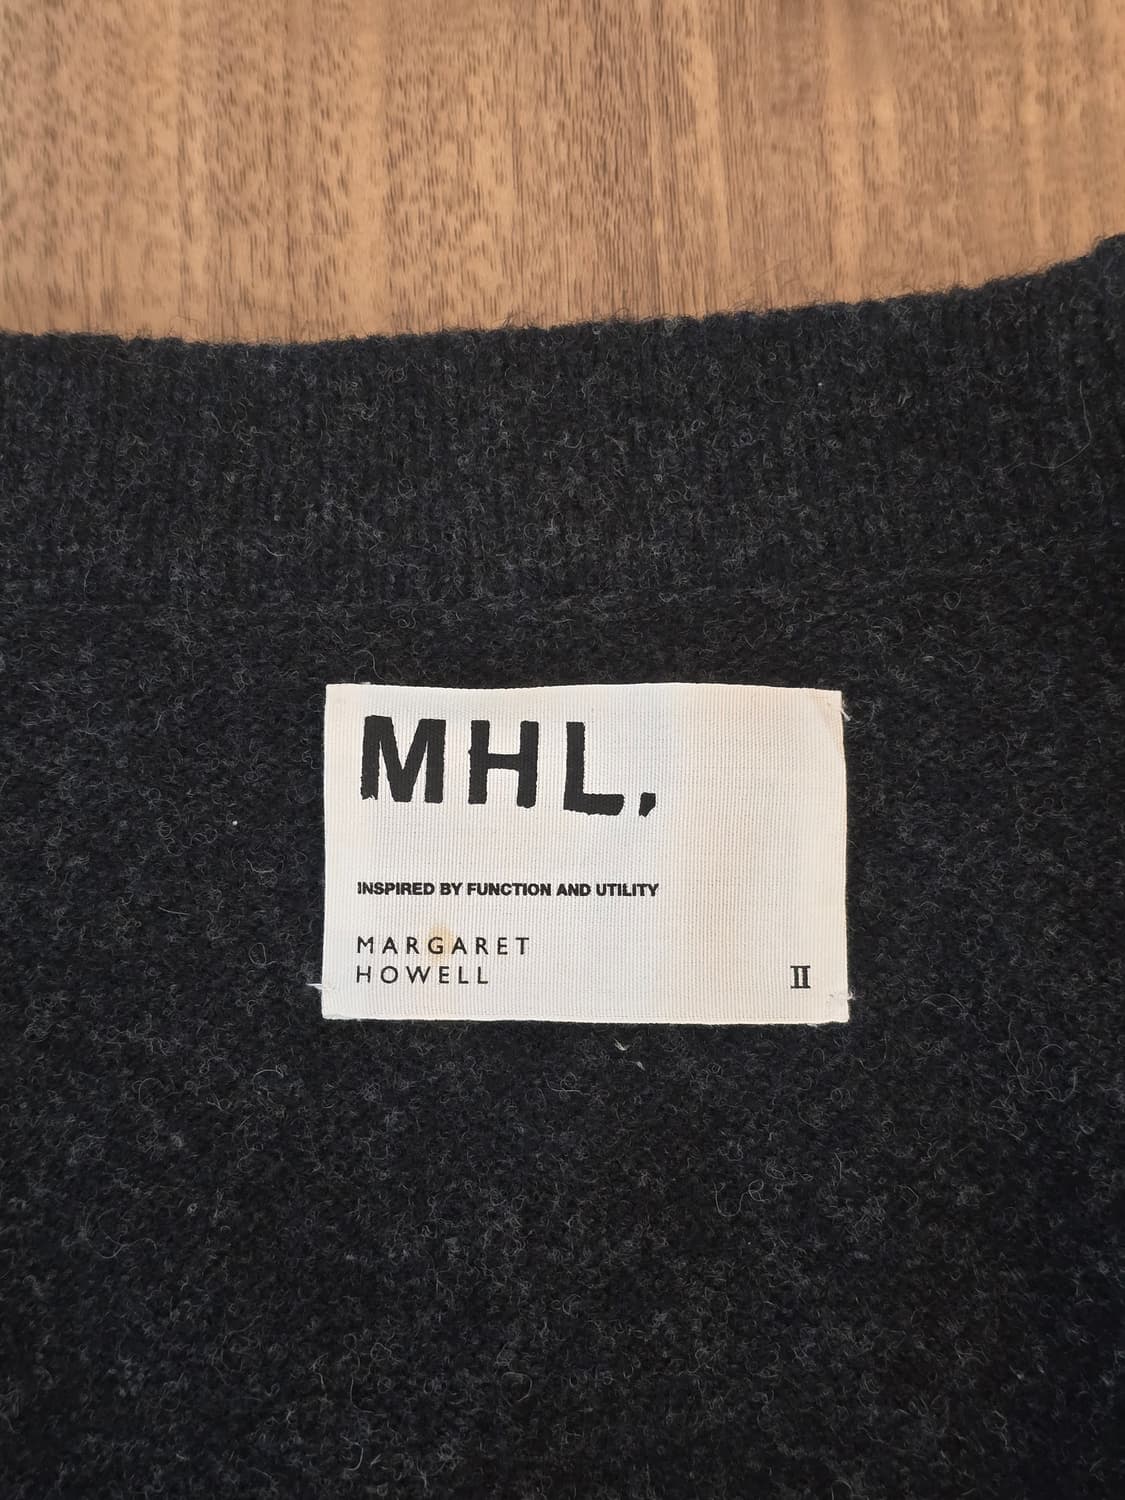 MHL.
INSPIRED BY FUNCTION AND UTILITY
MARGARET
HOWELL
II